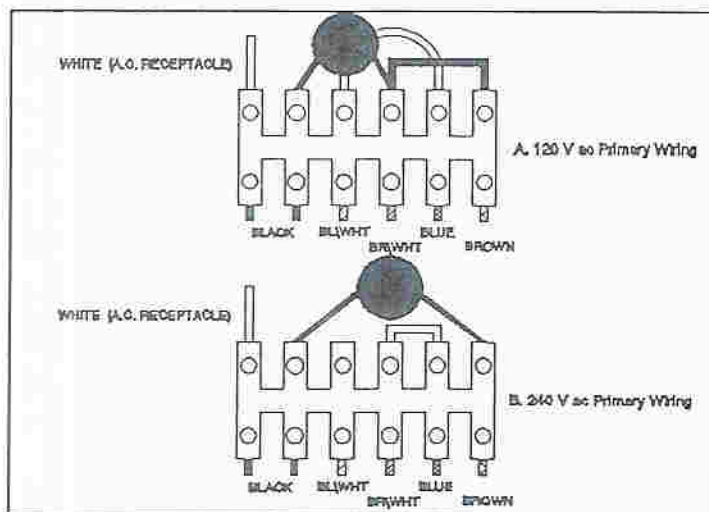 WHITE (A.C. RECEPTACLE)
A. 120 V ac Primary Wiring
BLACK
BL/WHT
BR/WHT
BLUE
BROWN
WHITE (A.C. RECEPTACLE)
B. 240 V ac Primary Wiring
BLACK
BL/WHT
BR/WHT
BLUE
BROWN